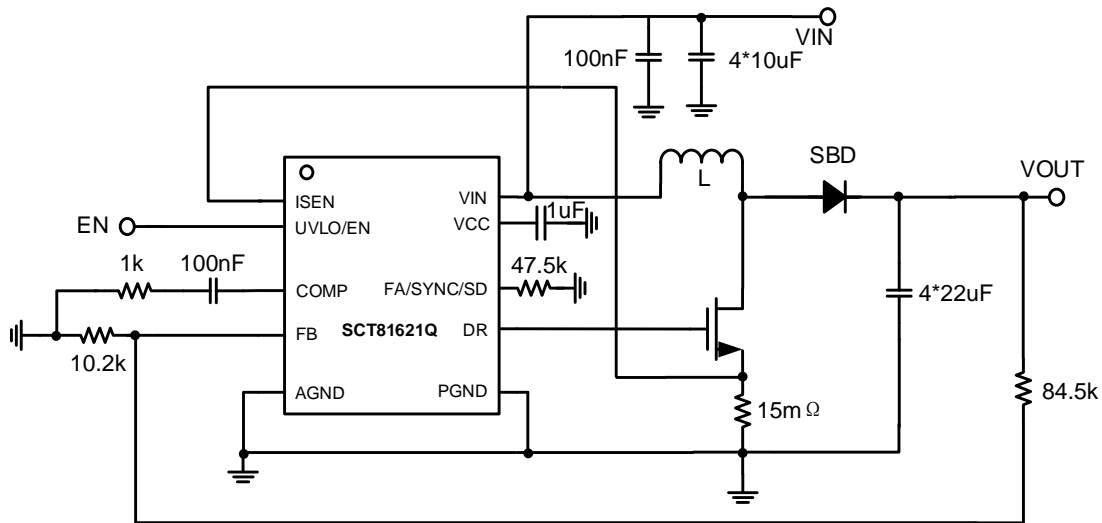 VIN
100nF
4*10uF
SBD
VOUT
L
ISEN
VIN
1uF
EN
UVLO/EN
VCC
1k
100nF
47.5k
COMP
FA/SYNC/SD
4*22uF
FB
SCT81621Q
DR
10.2k
AGND
PGND
15mΩ
84.5k